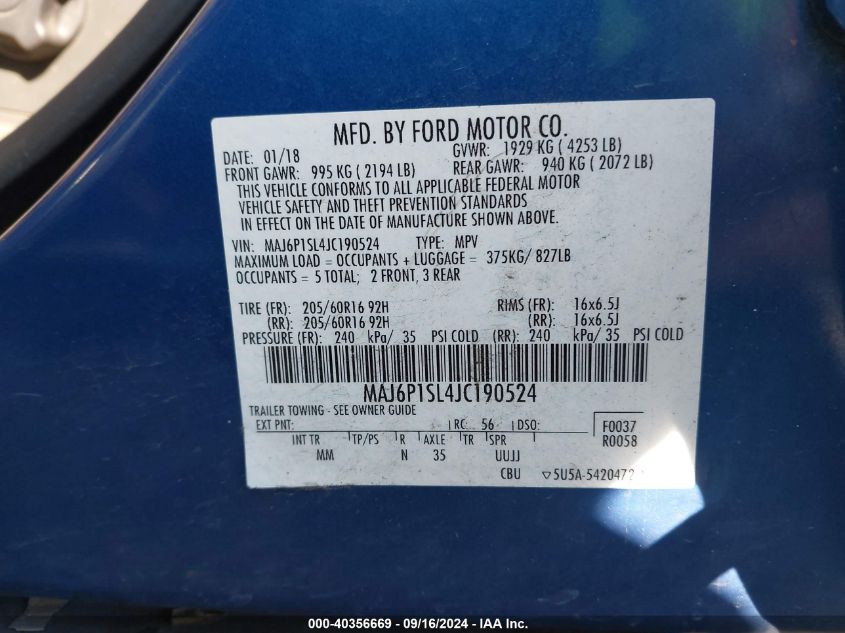 MFD. BY FORD MOTOR CO.
DATE: 01/18 GVWR: 1929 KG ( 4253 LB)
FRONT GAWR: 995 KG ( 2194 LB) REAR GAWR: 940 KG ( 2072 LB)
THIS VEHICLE CONFORMS TO ALL APPLICABLE FEDERAL MOTOR
VEHICLE SAFETY AND THEFT PREVENTION STANDARDS
IN EFFECT ON THE DATE OF MANUFACTURE SHOWN ABOVE.
VIN: MAJ6P1SL4JC190524 TYPE: MPV
MAXIMUM LOAD = OCCUPANTS + LUGGAGE = 375KG/ 827LB
OCCUPANTS = 5 TOTAL; 2 FRONT, 3 REAR
TIRE (FR): 205/60R16 92H RIMS (FR): 16x6.5J
(RR): 205/60R16 92H (RR): 16x6.5J
PRESSURE (FR): 240 kPa/ 35 PSI COLD (RR): 240 kPa/ 35 PSI COLD
MAJ6P1SL4JC190524
TRAILER TOWING - SEE OWNER GUIDE
EXT PNT: RC: 56 DSO: F0037
INT TR TP/PS R AXLE TR SPR R0058
MM N 35 UUJJ
CBU ▽5U5A-5420472
000-40356669 - 09/16/2024 - IAA Inc.